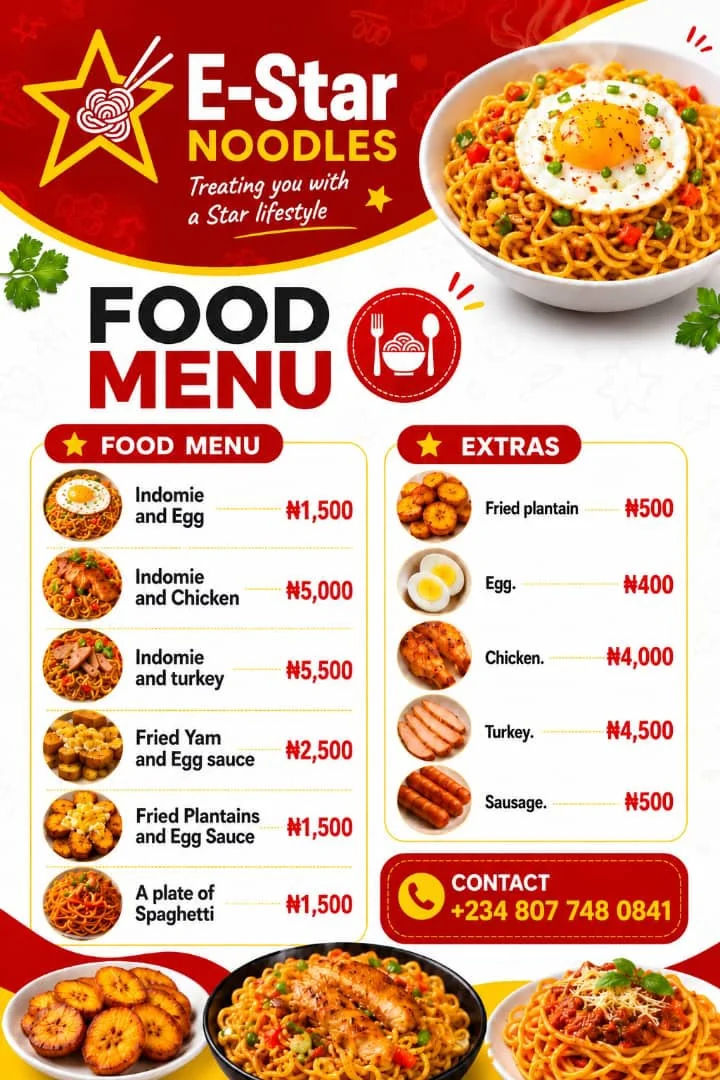 E-Star
NOODLES
Treating you with
a Star lifestyle
FOOD
MENU
FOOD MENU
Indomie
and Egg
₦1,500
Indomie
and Chicken
₦5,000
Indomie
and turkey
₦5,500
Fried Yam
and Egg sauce
₦2,500
Fried Plantains
and Egg Sauce
₦1,500
A plate of
Spaghetti
₦1,500
EXTRAS
Fried plantain ₦500
Egg. ₦400
Chicken. ₦4,000
Turkey. ₦4,500
Sausage. ₦500
CONTACT
+234 807 748 0841